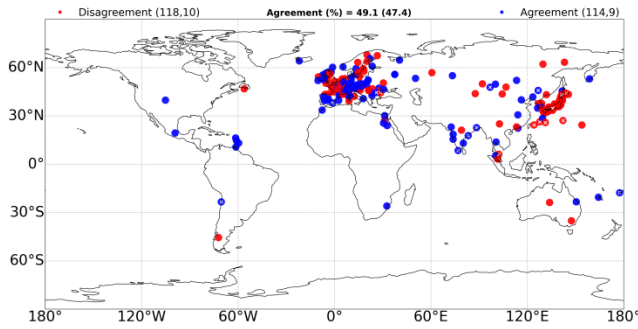 Disagreement (118,10) Agreement (%) = 49.1 (47.4) Agreement (114,9)
60°N
30°N
0°
30°S
60°S
180° 120°W 60°W 0° 60°E 120°E 180°